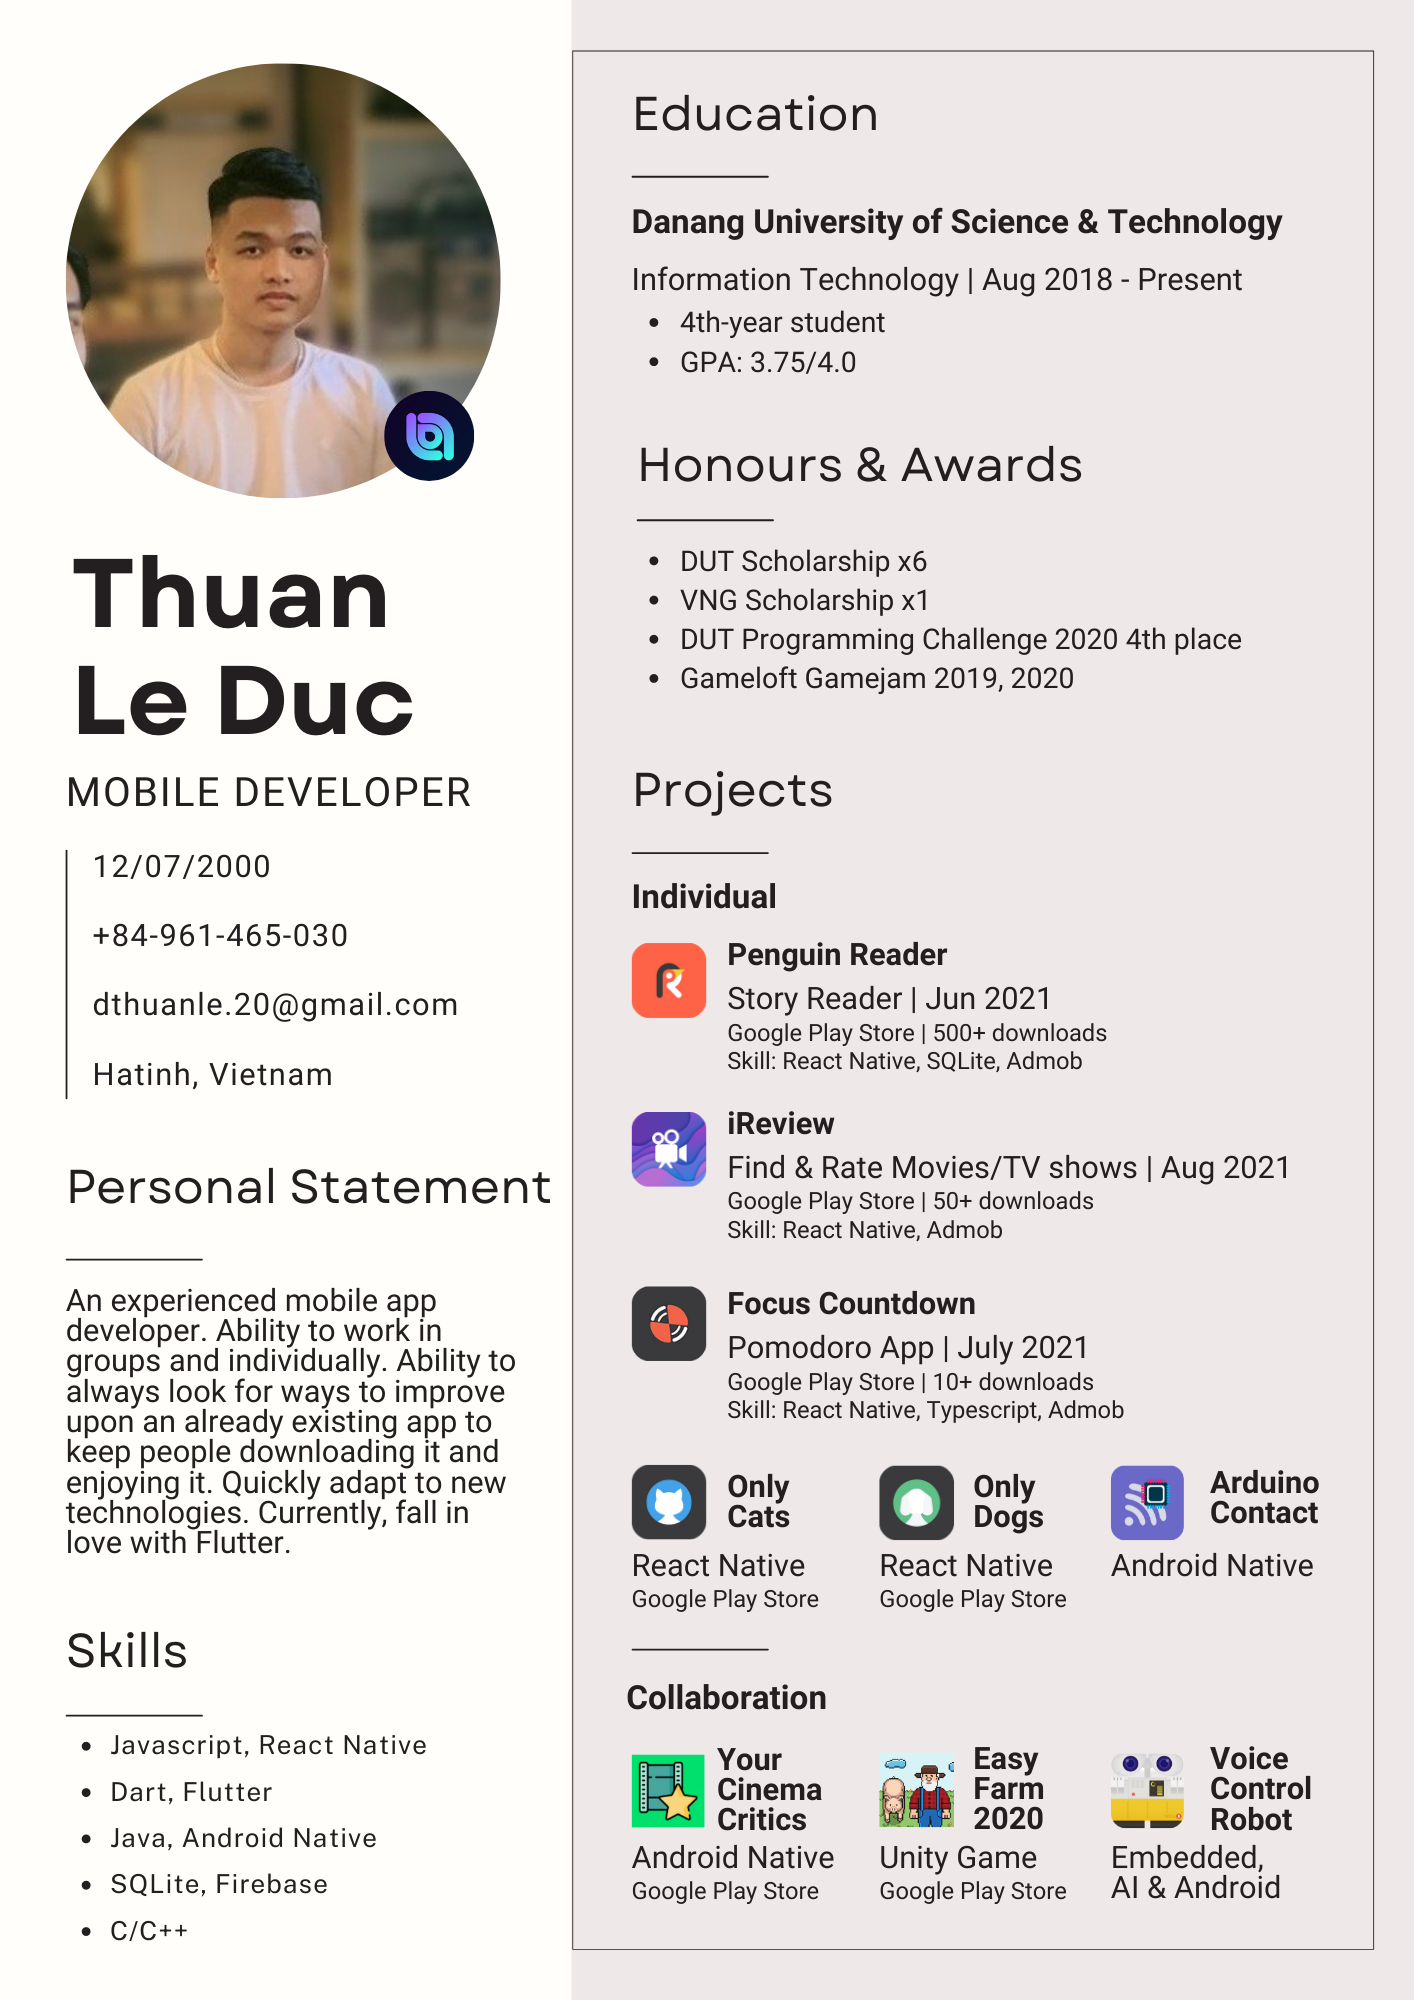 Thuan
Le Duc
MOBILE DEVELOPER
12/07/2000
+84-961-465-030
dthuanle.20@gmail.com
Hatinh, Vietnam
Personal Statement
An experienced mobile app
developer. Ability to work in
groups and individually. Ability to
always look for ways to improve
upon an already existing app to
keep people downloading it and
enjoying it. Quickly adapt to new
technologies. Currently, fall in
love with Flutter.
Skills
• Javascript, React Native
• Dart, Flutter
• Java, Android Native
• SQLite, Firebase
• C/C++
Education
Danang University of Science & Technology
Information Technology | Aug 2018 - Present
• 4th-year student
• GPA: 3.75/4.0
Honours & Awards
• DUT Scholarship x6
• VNG Scholarship x1
• DUT Programming Challenge 2020 4th place
• Gameloft Gamejam 2019, 2020
Projects
Individual
Penguin Reader
Story Reader | Jun 2021
Google Play Store | 500+ downloads
Skill: React Native, SQLite, Admob
iReview
Find & Rate Movies/TV shows | Aug 2021
Google Play Store | 50+ downloads
Skill: React Native, Admob
Focus Countdown
Pomodoro App | July 2021
Google Play Store | 10+ downloads
Skill: React Native, Typescript, Admob
Only
Cats
React Native
Google Play Store
Only
Dogs
React Native
Google Play Store
Arduino
Contact
Android Native
Collaboration
Your
Cinema
Critics
Android Native
Google Play Store
Easy
Farm
2020
Unity Game
Google Play Store
Voice
Control
Robot
Embedded,
AI & Android